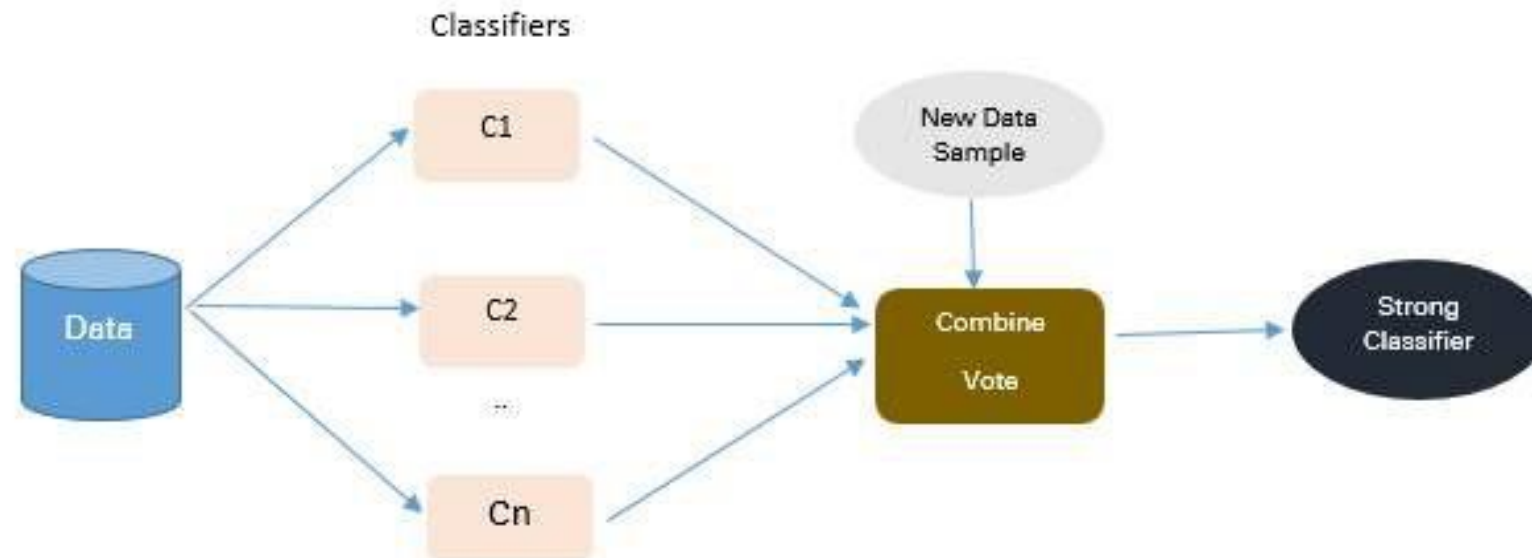 Classifiers
C1
New Data
Sample
Data
C2
Combine
Vote
Strong
Classifier
..
Cn